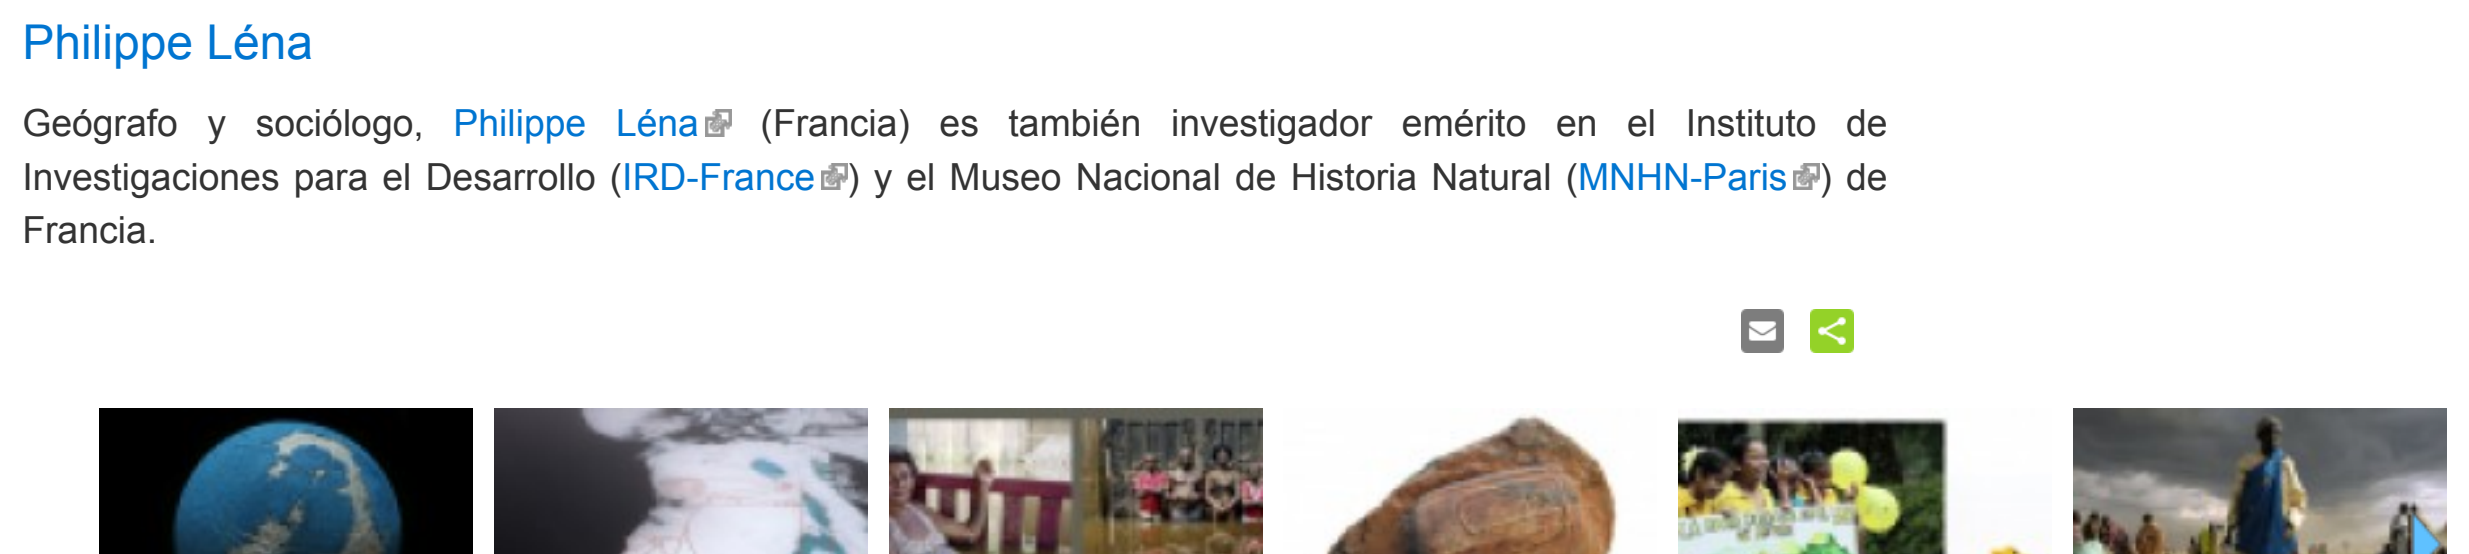 Philippe Léna
Geógrafo y sociólogo, Philippe Léna (Francia) es también investigador emérito en el Instituto de
Investigaciones para el Desarrollo (IRD-France) y el Museo Nacional de Historia Natural (MNHN-Paris) de
Francia.